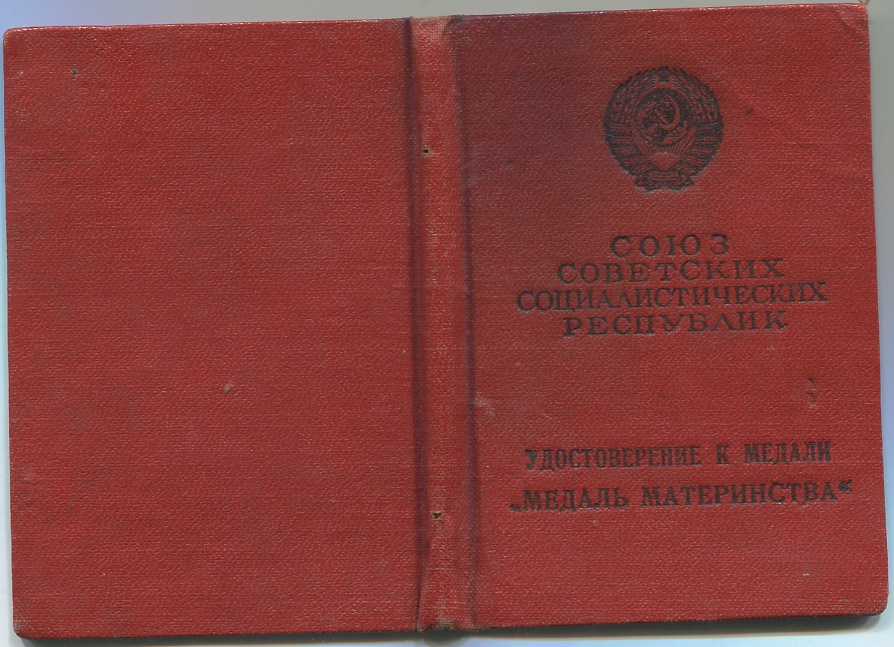 СОЮЗ
СОВЕТСКИХ
СОЦИАЛИСТИЧЕСКИХ
РЕСПУБЛИК
УДОСТОВЕРЕНИЕ К МЕДАЛИ
„МЕДАЛЬ МАТЕРИНСТВА“